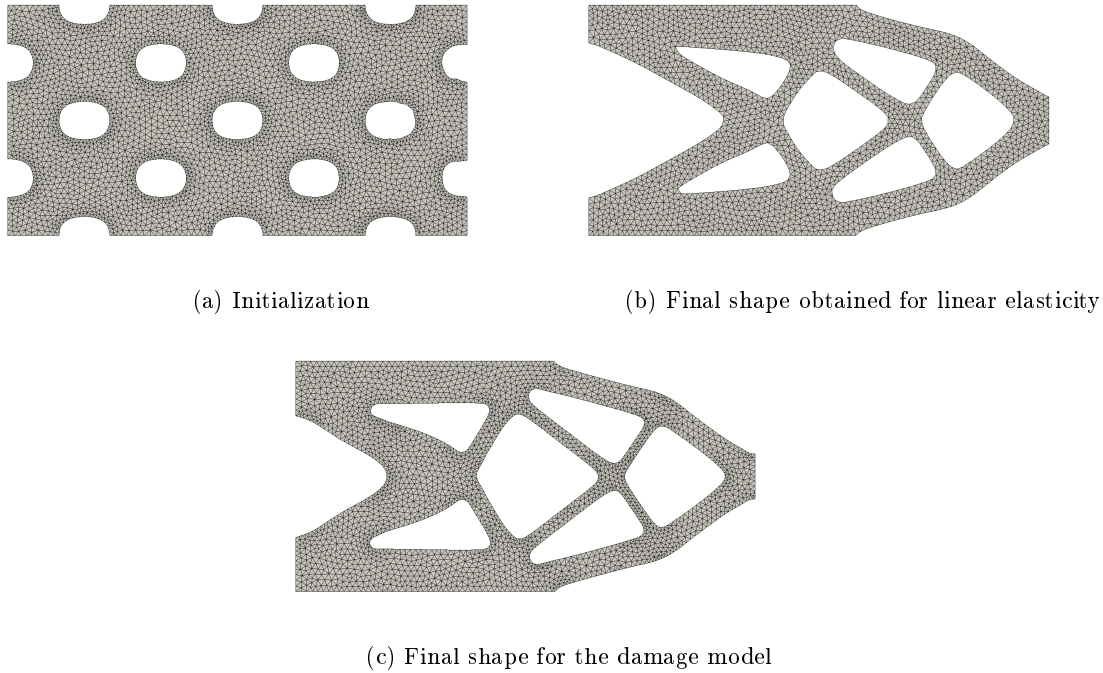 (a) Initialization
(b) Final shape obtained for linear elasticity
(c) Final shape for the damage model